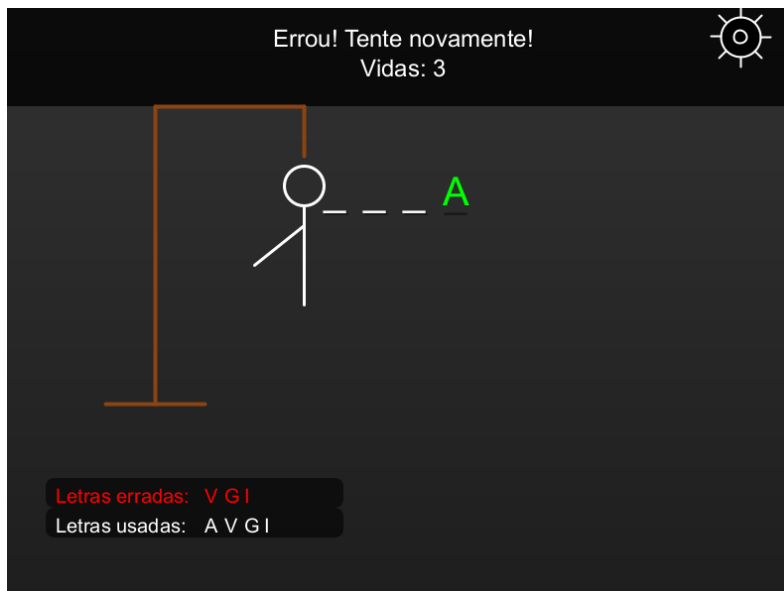 Errou! Tente novamente!
Vidas: 3
A
Letras erradas: V G I
Letras usadas: A V G I